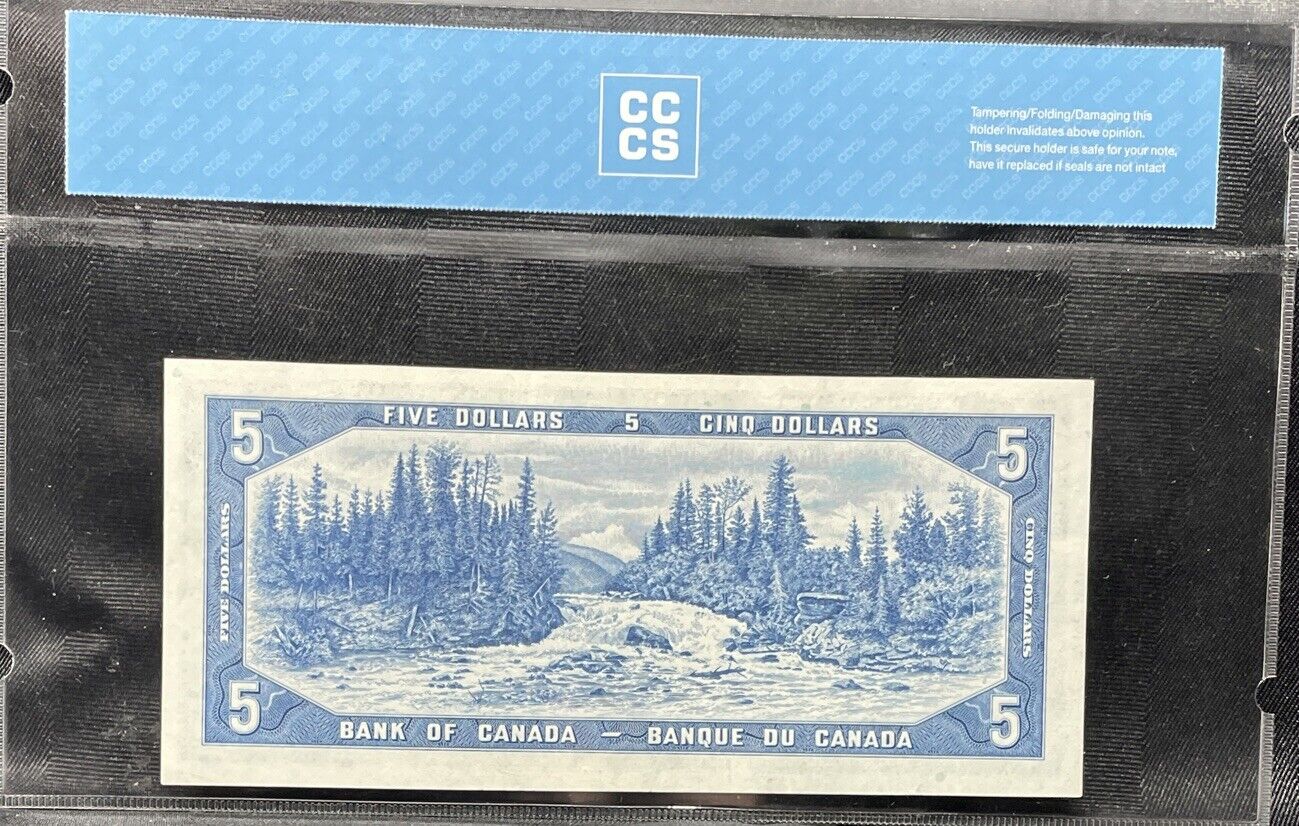 CC
CS
Tampering/Folding/Damaging this
holder invalidates above opinion.
This secure holder is safe for your note,
have it replaced if seals are not intact
5 FIVE DOLLARS 5 CINQ DOLLARS 5
FIVE DOLLARS
CINQ DOLLARS
5 BANK OF CANADA – BANQUE DU CANADA 5